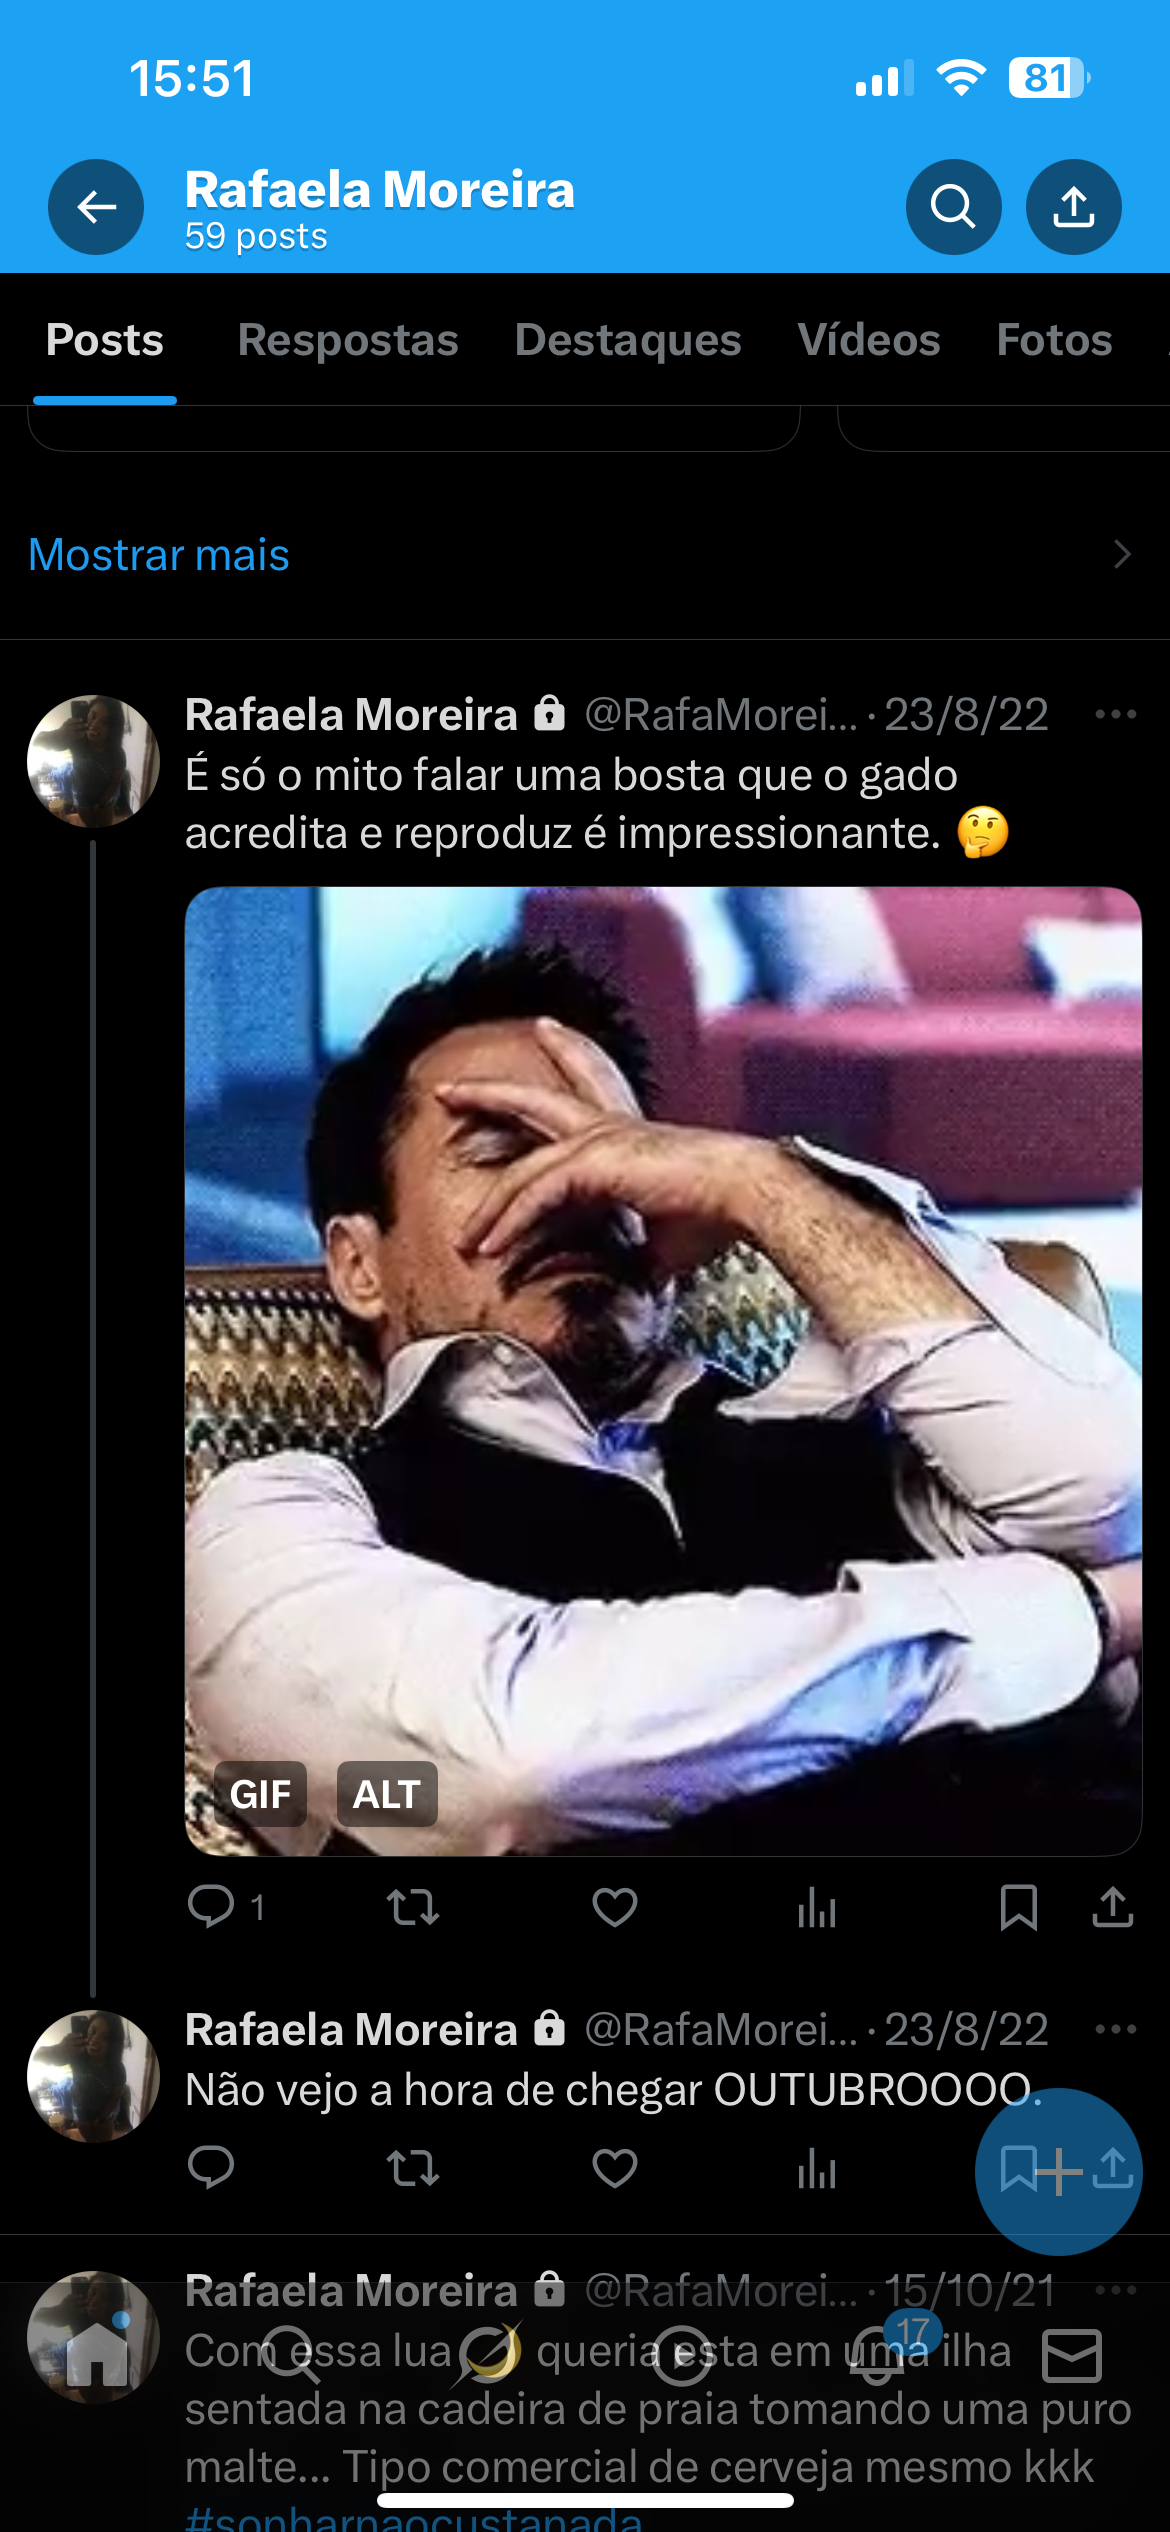 15:51
81
Rafaela Moreira
59 posts
Posts Respostas Destaques Vídeos Fotos
Mostrar mais
Rafaela Moreira @RafaMorei... · 23/8/22
É só o mito falar uma bosta que o gado
acredita e reproduz é impressionante. 🤔
GIF ALT
1
Rafaela Moreira @RafaMorei... · 23/8/22
Não vejo a hora de chegar OUTUBROOOO.
Rafaela Moreira @RafaMorei... · 15/10/21
17
Com essa lua 🌙 queria esta em uma ilha
sentada na cadeira de praia tomando uma puro
malte... Tipo comercial de cerveja mesmo kkk
#sonharnaocustanada